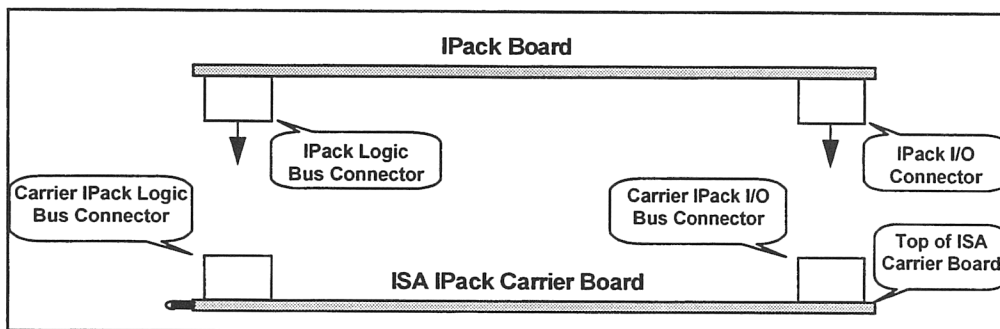 IPack Board
IPack Logic
Bus Connector
IPack I/O
Connector
Carrier IPack Logic
Bus Connector
Carrier IPack I/O
Bus Connector
Top of ISA
Carrier Board
ISA IPack Carrier Board